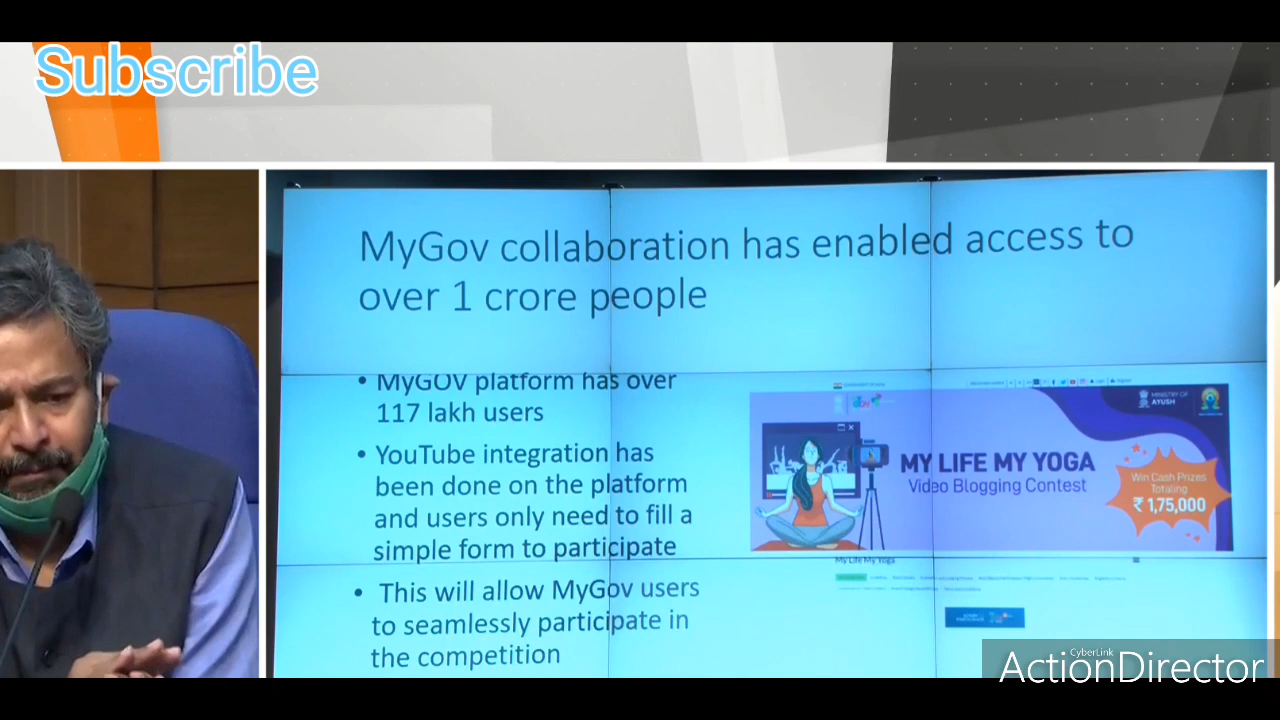 Subscribe
MyGov collaboration has enabled access to
over 1 crore people
• MyGOV platform has over
117 lakh users
• YouTube integration has
been done on the platform
and users only need to fill a
simple form to participate
• This will allow MyGov users
to seamlessly participate in
the competition
MINISTRY OF
AYUSH
MY LIFE MY YOGA
Video Blogging Contest
Win Cash Prizes
Totaling
₹ 1,75,000
My Life My Yoga
CyberLink
ActionDirector